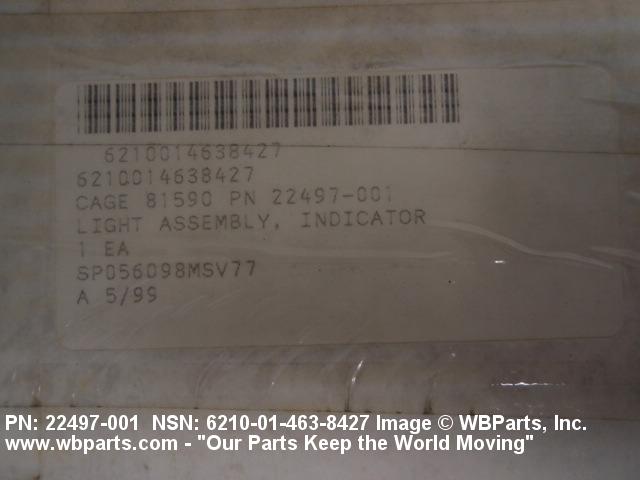 6210014638427
6210014638427
CAGE 81590 PN 22497-001
LIGHT ASSEMBLY, INDICATOR
1 EA
SP056098MSV77
A 5/99
PN: 22497-001 NSN: 6210-01-463-8427 Image © WBParts, Inc.
www.wbparts.com - "Our Parts Keep the World Moving"